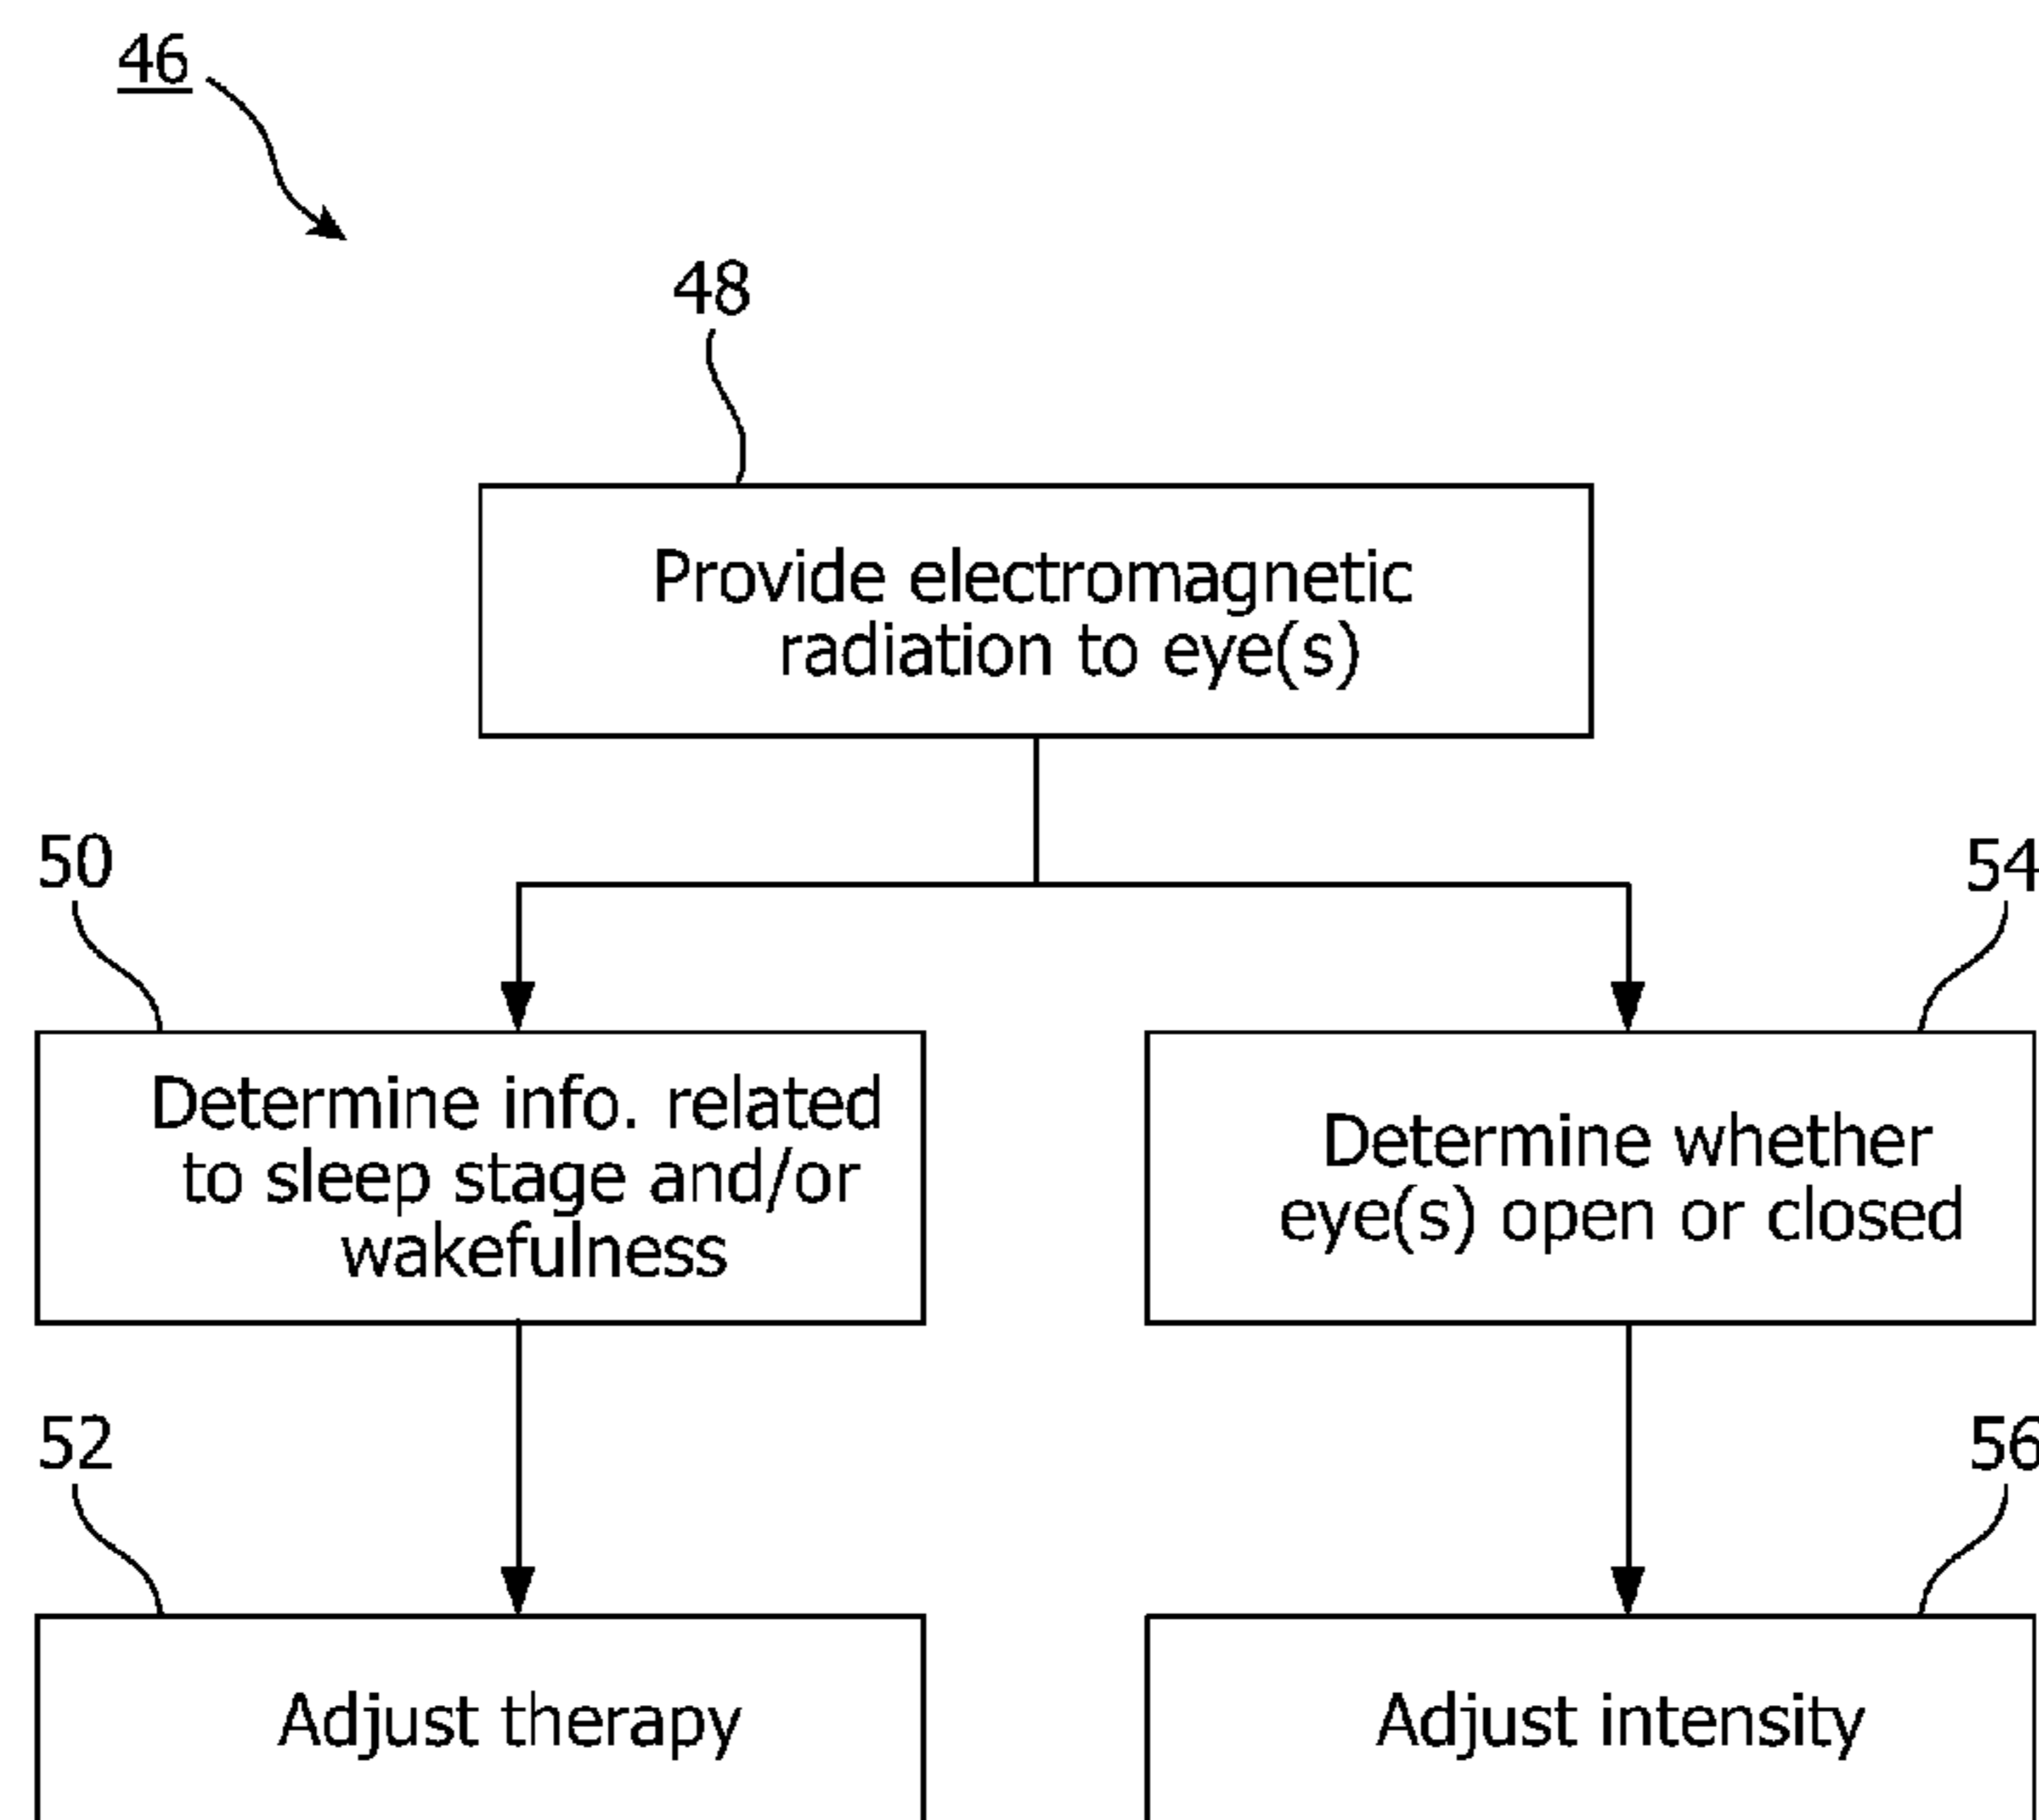 46
48
Provide electromagnetic
radiation to eye(s)
50
54
Determine info. related
to sleep stage and/or
wakefulness
Determine whether
eye(s) open or closed
52
56
Adjust therapy
Adjust intensity